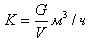 K = G/V м³ / ч